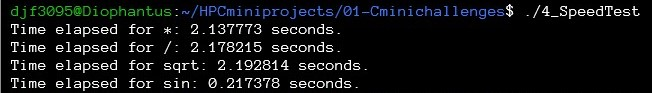 djf3095@Diophantus:~/HPCminiprojects/01-Cminichallenges$ ./4_SpeedTest
Time elapsed for *: 2.137773 seconds.
Time elapsed for /: 2.178215 seconds.
Time elapsed for sqrt: 2.192814 seconds.
Time elapsed for sin: 0.217378 seconds.